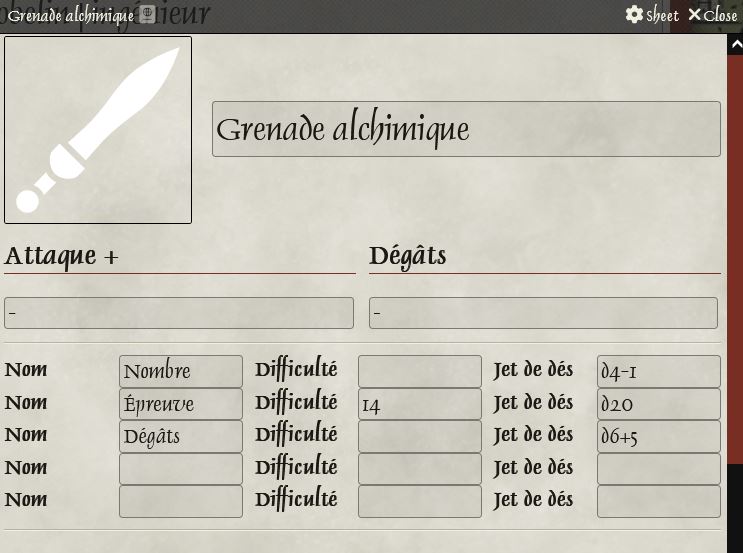 Grenade alchimique Sheet Close
Grenade alchimique
Attaque + Dégâts
- -
Nom Nombre Difficulté Jet de dés d4-1
Nom Épreuve Difficulté 14 Jet de dés d20
Nom Dégâts Difficulté Jet de dés d6+5
Nom Difficulté Jet de dés
Nom Difficulté Jet de dés